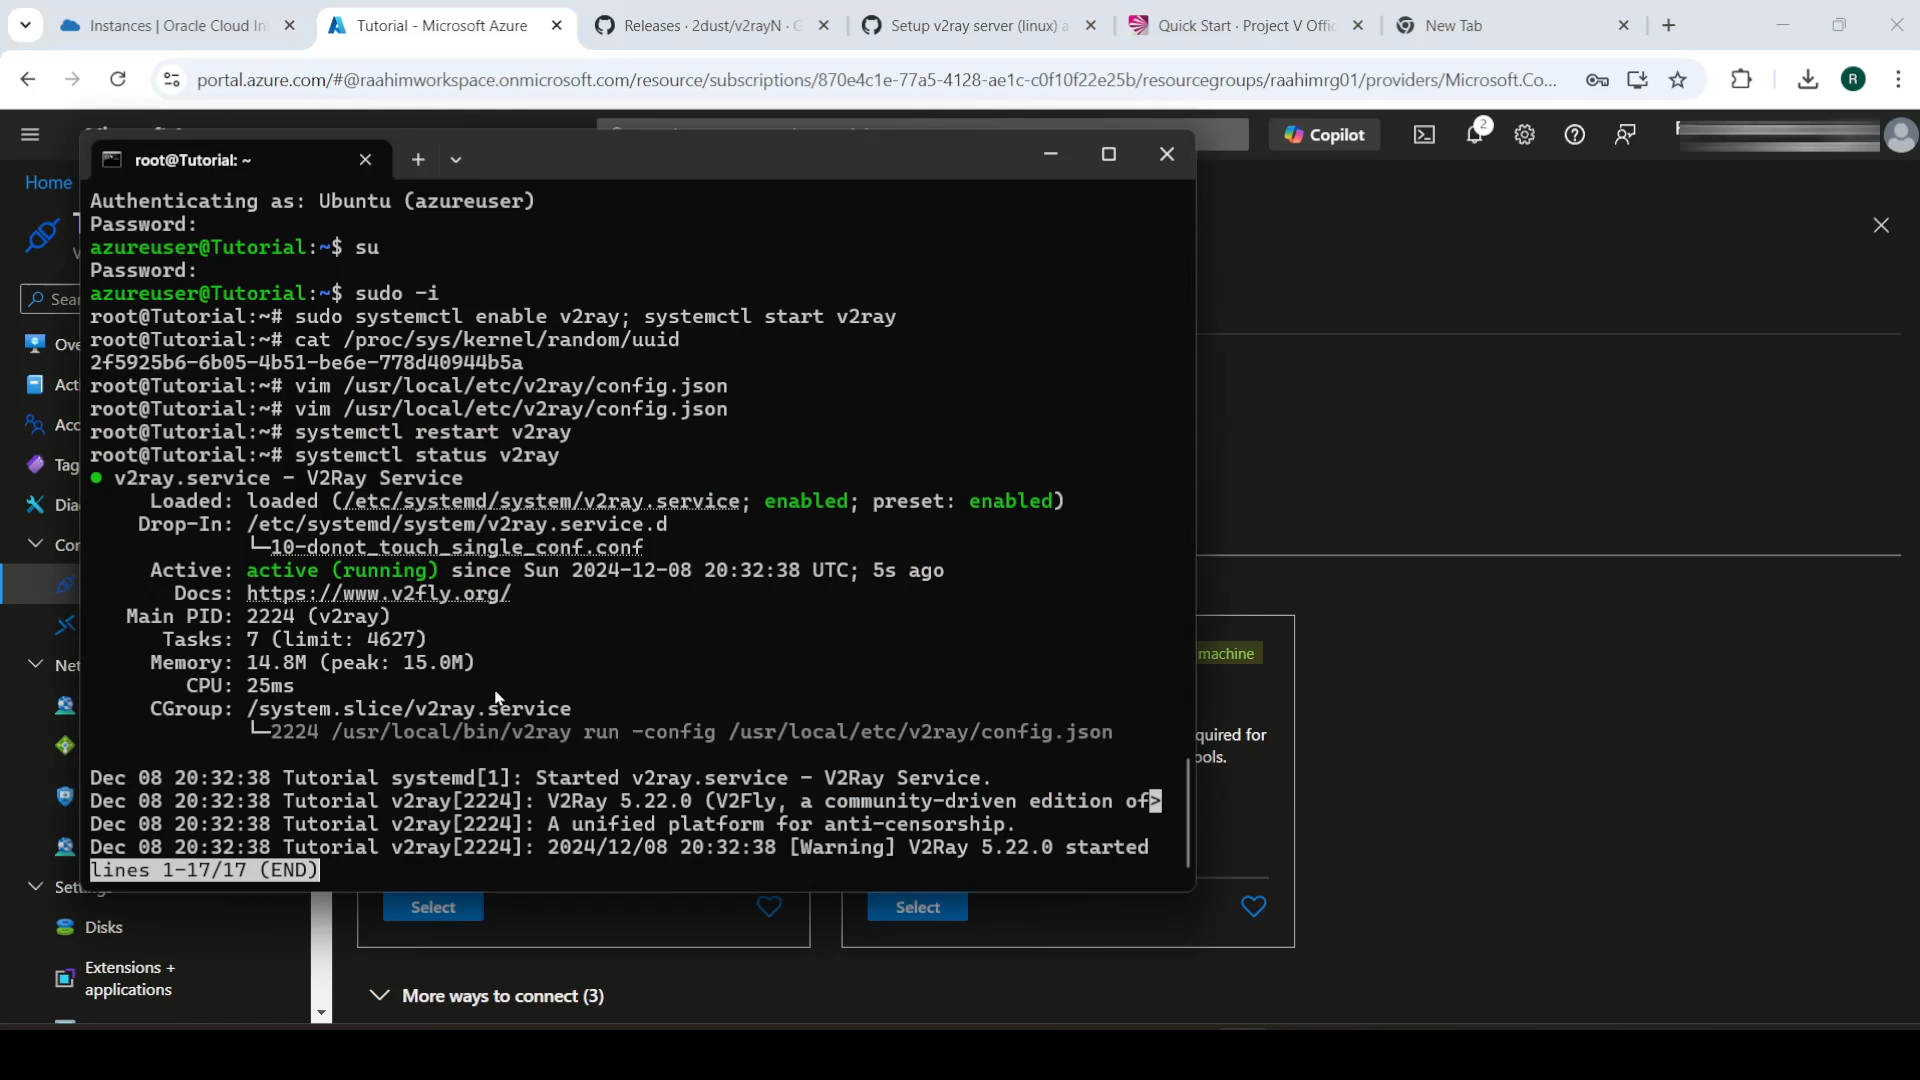 Instances | Oracle Cloud In
Tutorial - Microsoft Azure
Releases · 2dust/v2rayN · G
Setup v2ray server (linux) a
Quick Start · Project V Offic
New Tab
portal.azure.com/#@raahimworkspace.onmicrosoft.com/resource/subscriptions/870e4c1e-77a5-4128-ae1c-c0f10f22e25b/resourcegroups/raahimrg01/providers/Microsoft.Co...
R
Copilot
2
Home
root@Tutorial: ~
Authenticating as: Ubuntu (azureuser)
Password:
azureuser@Tutorial:~$ su
Password:
azureuser@Tutorial:~$ sudo -i
root@Tutorial:~# sudo systemctl enable v2ray; systemctl start v2ray
root@Tutorial:~# cat /proc/sys/kernel/random/uuid
2f5925b6-6b05-4b51-be6e-778d40944b5a
root@Tutorial:~# vim /usr/local/etc/v2ray/config.json
root@Tutorial:~# vim /usr/local/etc/v2ray/config.json
root@Tutorial:~# systemctl restart v2ray
root@Tutorial:~# systemctl status v2ray
● v2ray.service - V2Ray Service
Loaded: loaded (/etc/systemd/system/v2ray.service; enabled; preset: enabled)
Drop-In: /etc/systemd/system/v2ray.service.d
└─10-donot_touch_single_conf.conf
Active: active (running) since Sun 2024-12-08 20:32:38 UTC; 5s ago
Docs: https://www.v2fly.org/
Main PID: 2224 (v2ray)
Tasks: 7 (limit: 4627)
Memory: 14.8M (peak: 15.0M)
CPU: 25ms
CGroup: /system.slice/v2ray.service
└─2224 /usr/local/bin/v2ray run -config /usr/local/etc/v2ray/config.json
Dec 08 20:32:38 Tutorial systemd[1]: Started v2ray.service - V2Ray Service.
Dec 08 20:32:38 Tutorial v2ray[2224]: V2Ray 5.22.0 (V2Fly, a community-driven edition of>
Dec 08 20:32:38 Tutorial v2ray[2224]: A unified platform for anti-censorship.
Dec 08 20:32:38 Tutorial v2ray[2224]: 2024/12/08 20:32:38 [Warning] V2Ray 5.22.0 started
lines 1-17/17 (END)
Sea
Ove
Act
Acc
Tag
Dia
Con
Net
Sett
Disks
Extensions +
applications
machine
quired for
ools.
Select
Select
More ways to connect (3)